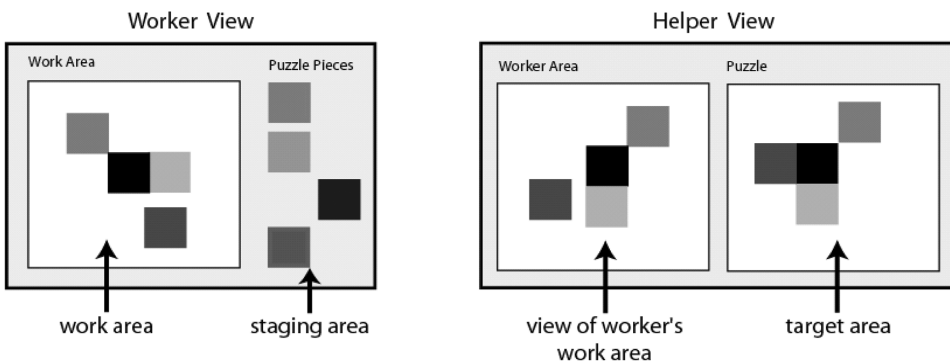 Worker View
Helper View
Work Area
Puzzle Pieces
Worker Area
Puzzle
work area
staging area
view of worker's
work area
target area